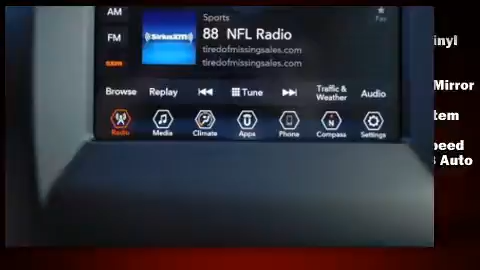 AM
Sports
Fav
((SiriusXM))
88 NFL Radio
FM
tiredofmissingsales.com
tiredofmissingsales.com
Browse Replay Tune Traffic & Weather Audio
Radio Media Climate Apps Phone Compass Settings
N
inyl
Mirror
tem
peed
Auto